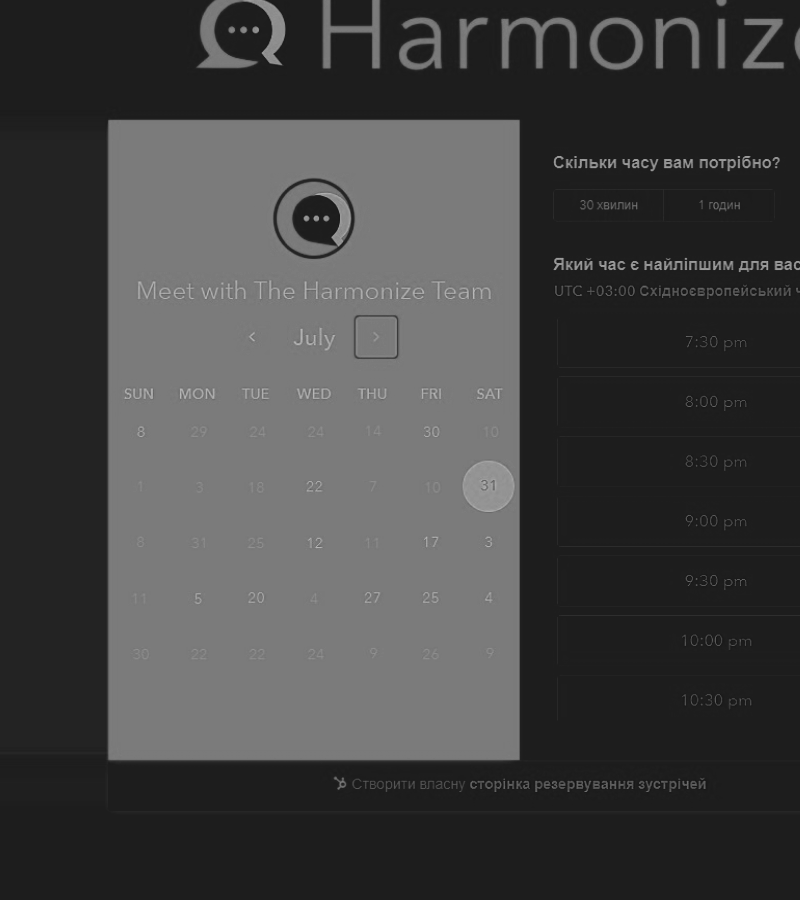 Harmonize
Meet with The Harmonize Team
July
SUN MON TUE WED THU FRI SAT
8 29 24 24 14 30 10
1 3 18 22 7 10 31
8 31 25 12 11 17 3
11 5 20 4 27 25 4
30 22 22 24 9 26 9
Скільки часу вам потрібно?
30 хвилин 1 годин
Який час є найліпшим для вас
UTC +03:00 Східноєвропейський ч
7:30 pm
8:00 pm
8:30 pm
9:00 pm
9:30 pm
10:00 pm
10:30 pm
Створити власну сторінка резервування зустрічей